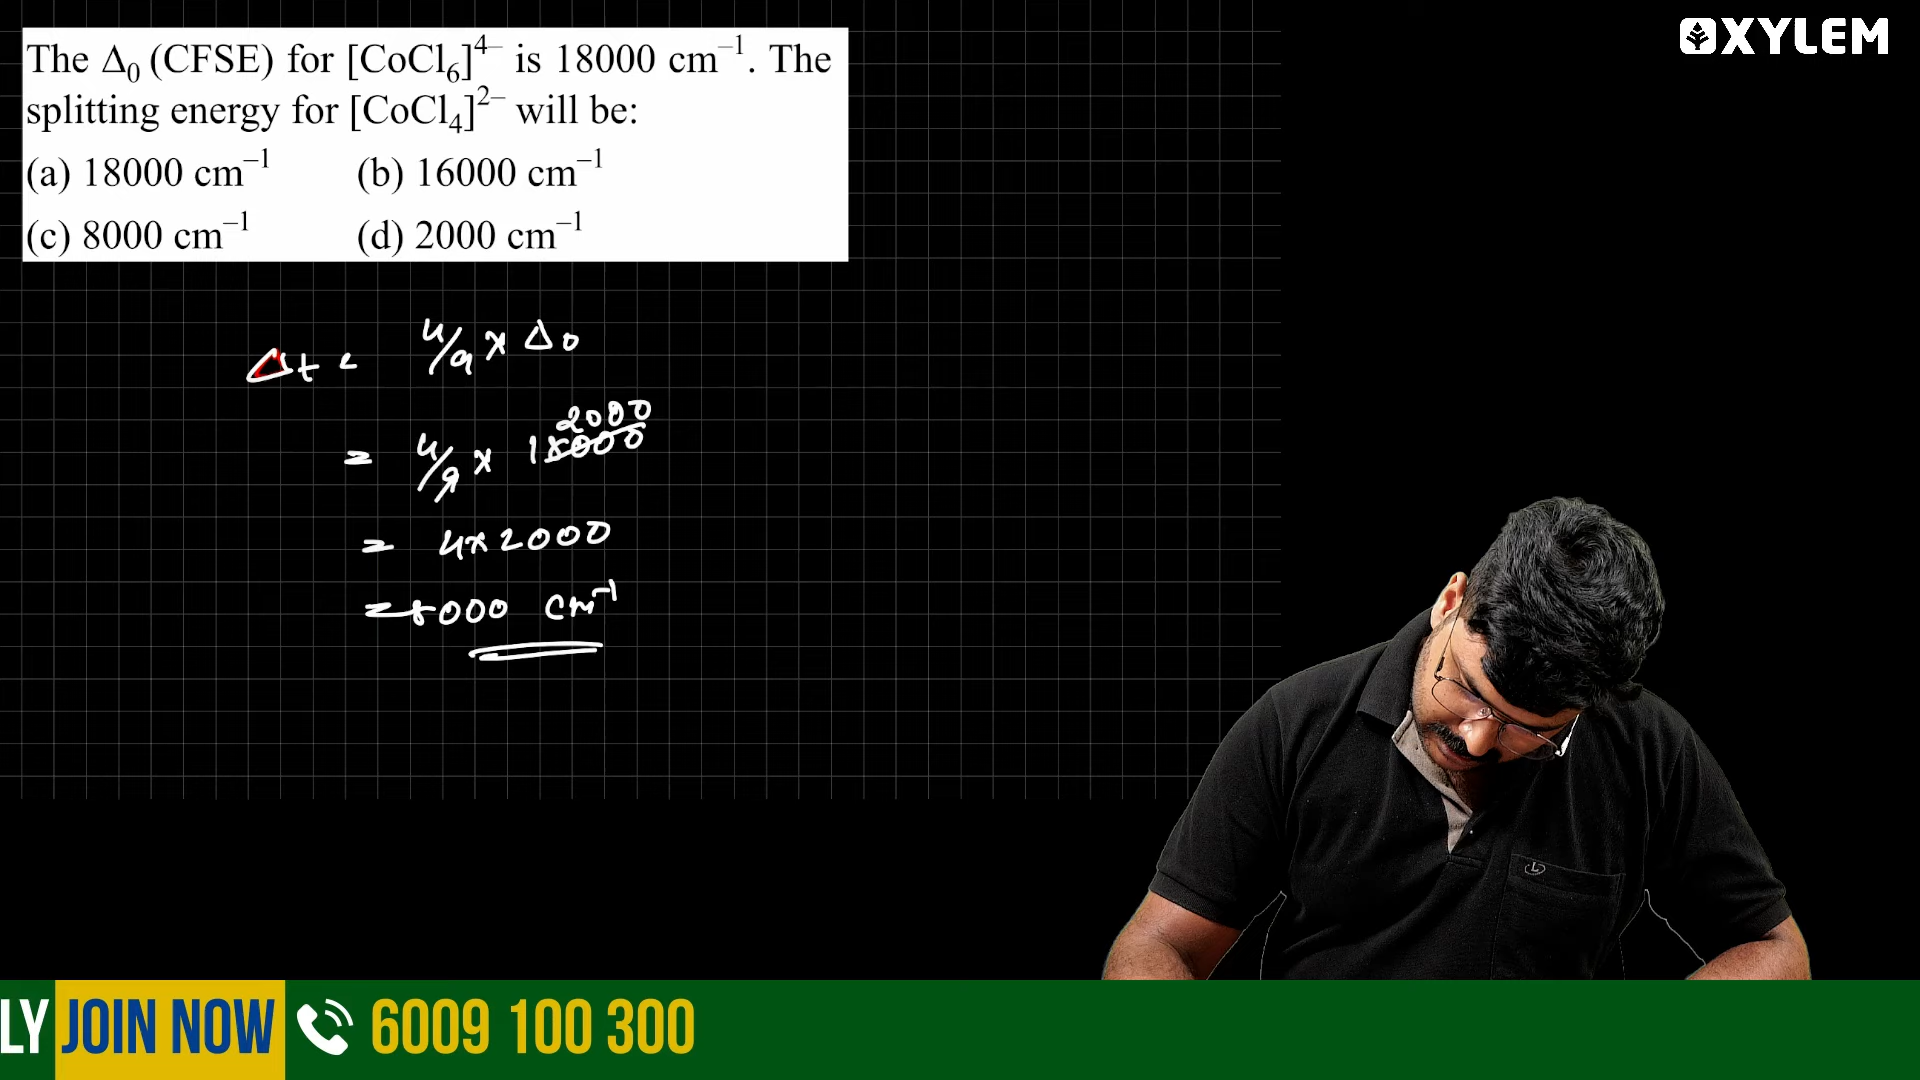 OXYLEM
The Δ₀ (CFSE) for [CoCl₆]⁴⁻ is 18000 cm⁻¹. The
splitting energy for [CoCl₄]²⁻ will be:
(a) 18000 cm⁻¹ (b) 16000 cm⁻¹
(c) 8000 cm⁻¹ (d) 2000 cm⁻¹
Δt = 4/9 × Δ₀
2000
= 4/9 × 18000
= 4×2000
= 8000 cm⁻¹
LY JOIN NOW 6009 100 300